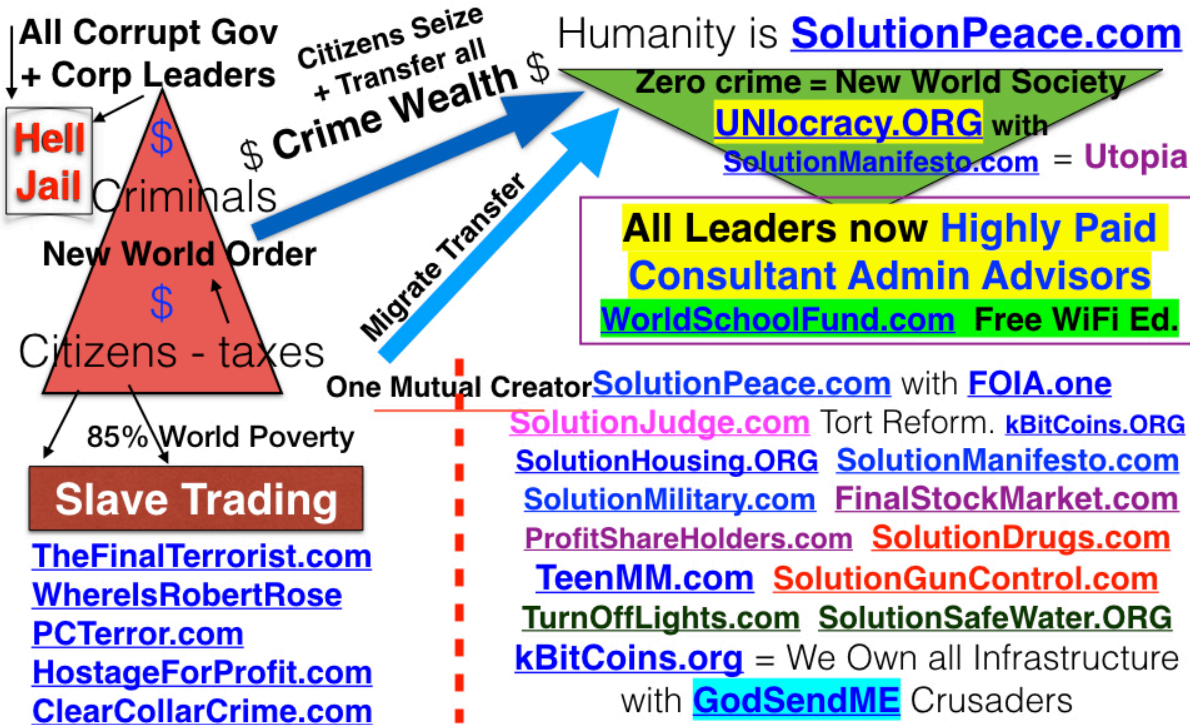 All Corrupt Gov
+ Corp Leaders
Hell
Jail
$
Criminals
New World Order
$
Citizens - taxes
85% World Poverty
Slave Trading
TheFinalTerrorist.com
WhereIsRobertRose
PCTerror.com
HostageForProfit.com
ClearCollarCrime.com
Citizens Seize
+ Transfer all
$ Crime Wealth $
Migrate Transfer
Humanity is SolutionPeace.com
Zero crime = New World Society
UNIocracy.ORG with
SolutionManifesto.com = Utopia
All Leaders now Highly Paid
Consultant Admin Advisors
WorldSchoolFund.com Free WiFi Ed.
One Mutual Creator SolutionPeace.com with FOIA.one
SolutionJudge.com Tort Reform. kBitCoins.ORG
SolutionHousing.ORG SolutionManifesto.com
SolutionMilitary.com FinalStockMarket.com
ProfitShareHolders.com SolutionDrugs.com
TeenMM.com SolutionGunControl.com
TurnOffLights.com SolutionSafeWater.ORG
kBitCoins.org = We Own all Infrastructure
with GodSendME Crusaders